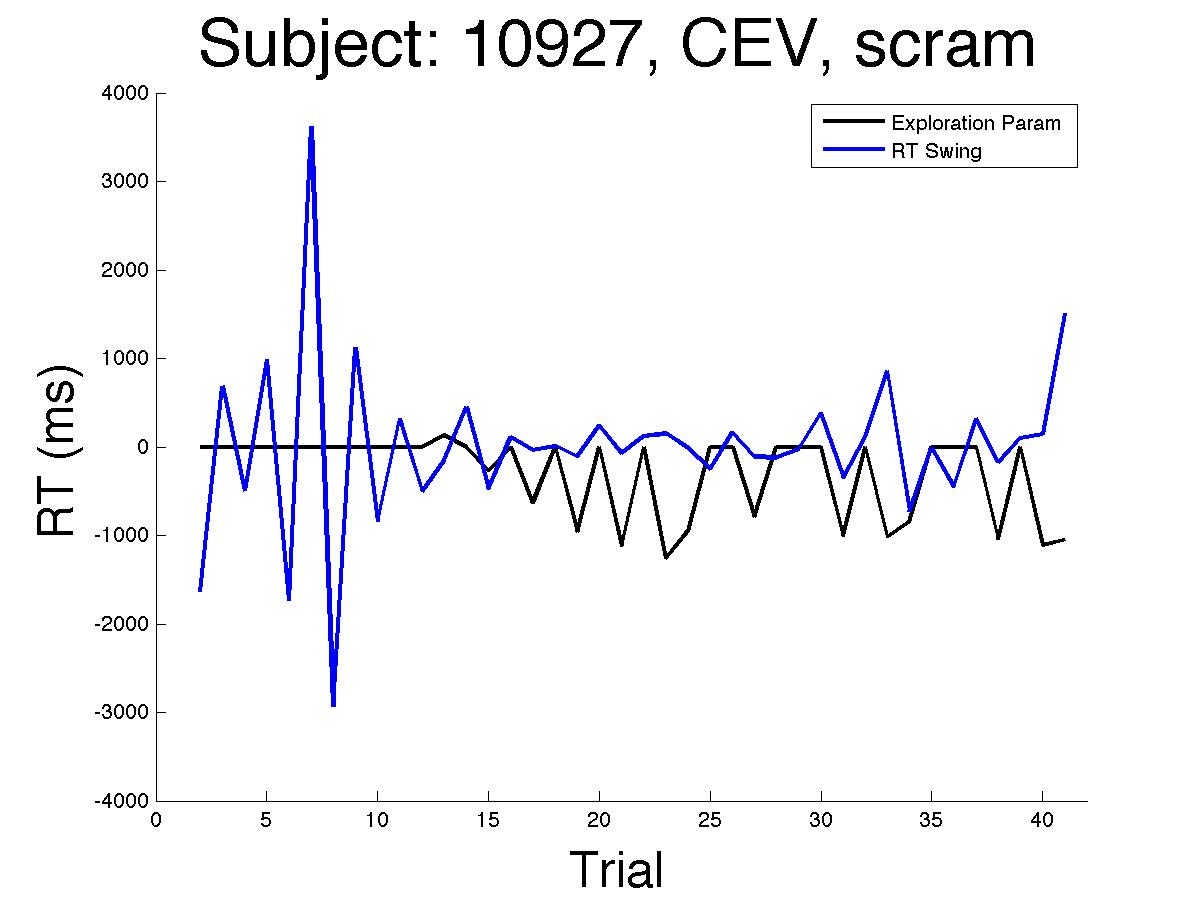 Subject: 10927, CEV, scram
4000
3000
2000
1000
0
-1000
-2000
-3000
-4000
RT (ms)
Exploration Param
RT Swing
0 5 10 15 20 25 30 35 40
Trial